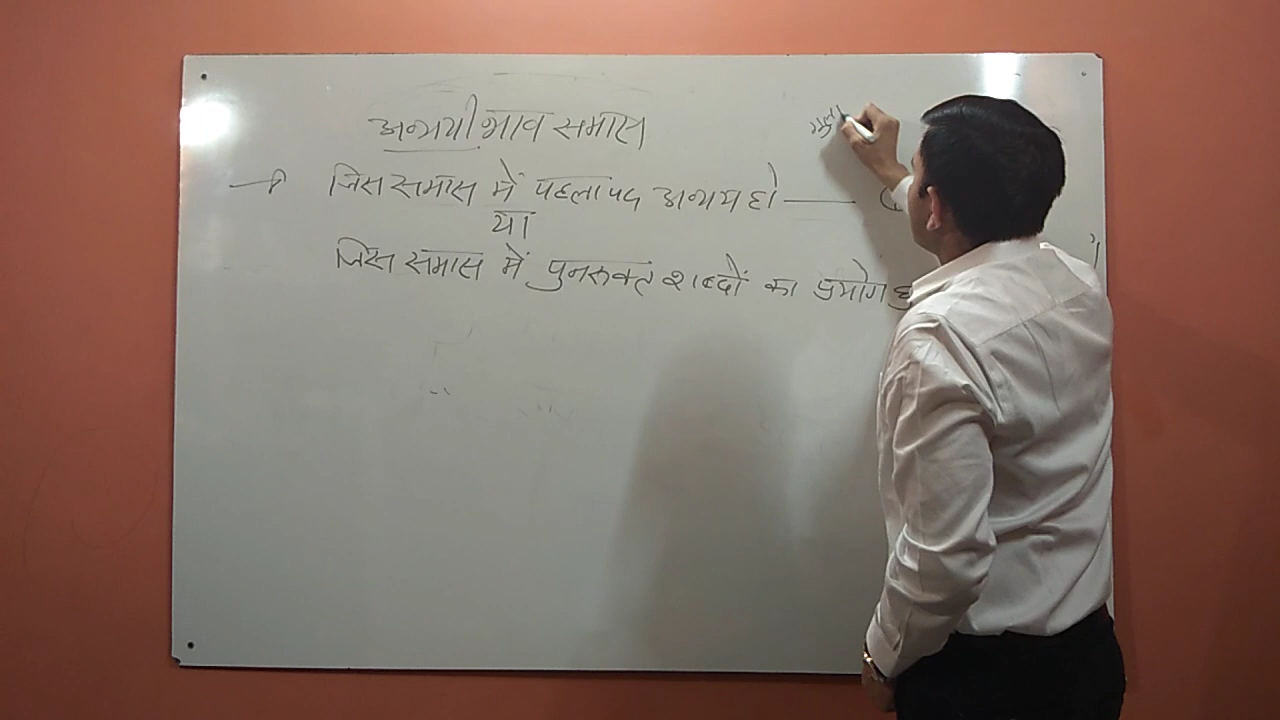 अव्ययी भाव समास
जिस समास में पहला पद अव्यय हो
या
जिस समास में पुनरुक्त शब्दों का प्रयोग